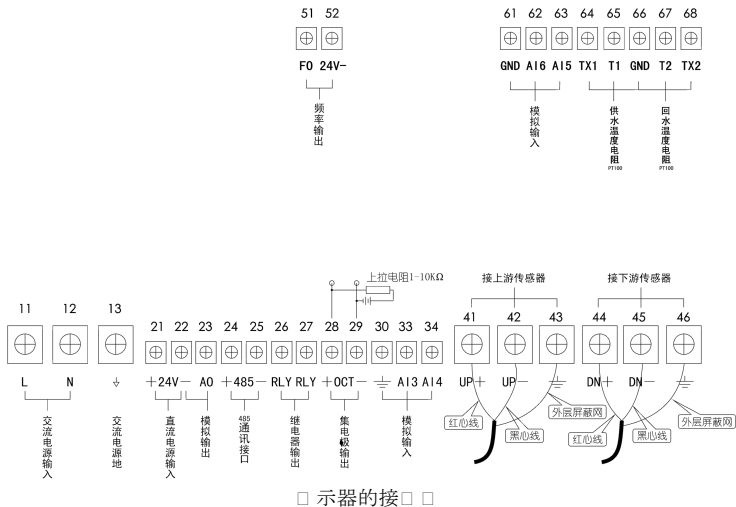 51 52
FO 24V-
频率输出
61 62 63 64 65 66 67 68
GND AI6 AI5 TX1 T1 GND T2 TX2
模拟输入
供水温度电阻
PT100
回水温度电阻
PT100
上拉电阻1-10KΩ
接上游传感器
接下游传感器
11 12 13
21 22 23 24 25 26 27 28 29 30 33 34
41 42 43 44 45 46
L N
+24V- AO +485- RLY RLY +OCT- AI3 AI4
UP+ UP- DN+ DN-
交流电源输入
交流电源地
直流电源输入
模拟输出
485
通讯接口
继电器输出
集电极输出
模拟输入
红心线
黑心线
外层屏蔽网
红心线
黑心线
外层屏蔽网
□示器的接□□